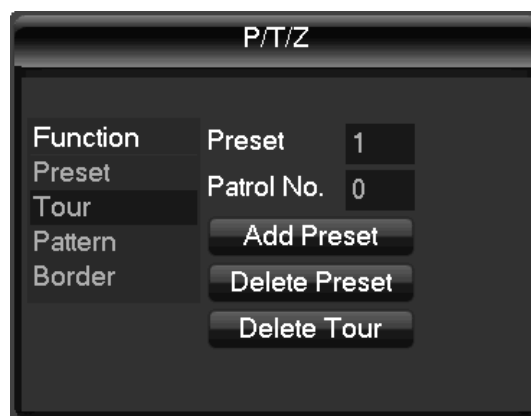 P/T/Z
Function
Preset
Tour
Pattern
Border
Preset 1
Patrol No. 0
Add Preset
Delete Preset
Delete Tour